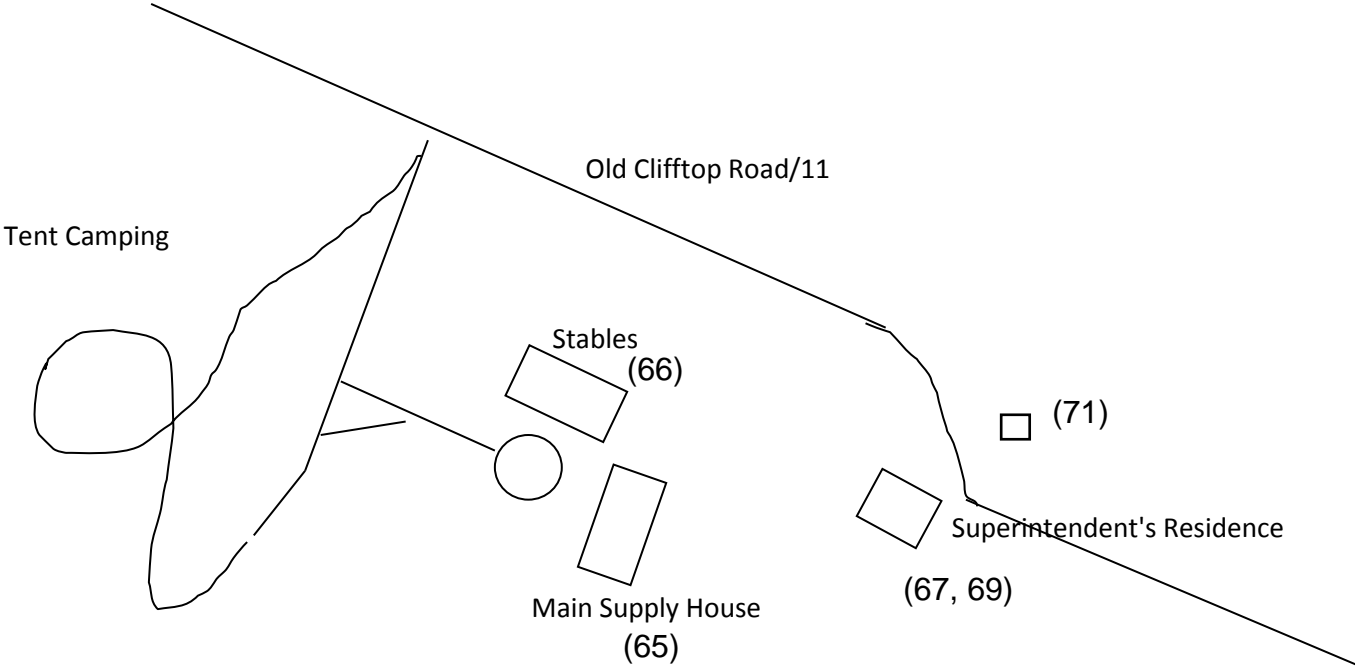 Old Clifftop Road/11
Tent Camping
Stables
(66)
(71)
Superintendent's Residence
(67, 69)
Main Supply House
(65)